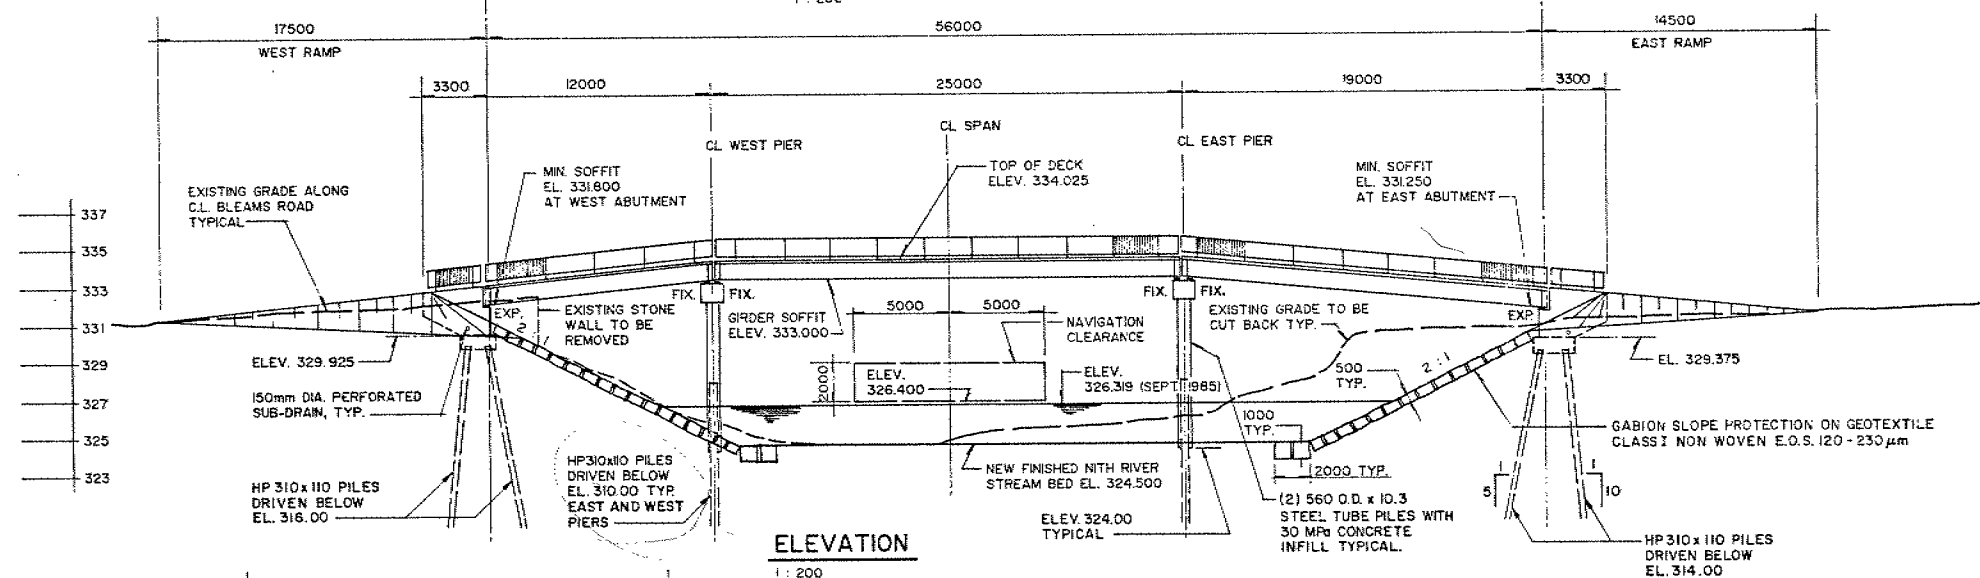 1 : 200
17500
56000
14500
WEST RAMP
EAST RAMP
3300
12000
25000
19000
3300
CL SPAN
CL WEST PIER
CL EAST PIER
MIN. SOFFIT
EL. 331.800
AT WEST ABUTMENT
TOP OF DECK
ELEV. 334.025
MIN. SOFFIT
EL. 331.250
AT EAST ABUTMENT
EXISTING GRADE ALONG
C.L. BLEAMS ROAD
TYPICAL
337
335
333
331
329
327
325
323
FIX.
FIX.
FIX.
FIX.
EXP.
EXISTING STONE
WALL TO BE
REMOVED
GIRDER SOFFIT
ELEV. 333.000
5000
5000
NAVIGATION
CLEARANCE
EXISTING GRADE TO BE
CUT BACK TYP.
EXP.
ELEV. 329.925
2000
ELEV.
326.400
ELEV.
326.319 (SEPT. 1985)
500
TYP.
2 : 1
EL. 329.375
150mm DIA. PERFORATED
SUB-DRAIN, TYP.
1000
TYP.
GABION SLOPE PROTECTION ON GEOTEXTILE
CLASS I NON WOVEN E.O.S. 120 - 230 µm
HP 310 x 110 PILES
DRIVEN BELOW
EL. 316.00
HP310x110 PILES
DRIVEN BELOW
EL. 310.00 TYP.
EAST AND WEST
PIERS
NEW FINISHED NITH RIVER
STREAM BED EL. 324.500
2000 TYP.
ELEV. 324.00
TYPICAL
(2) 560 O.D. x 10.3
STEEL TUBE PILES WITH
30 MPa CONCRETE
INFILL TYPICAL.
1
5
1
10
HP 310 x 110 PILES
DRIVEN BELOW
EL. 314.00
ELEVATION
1 : 200